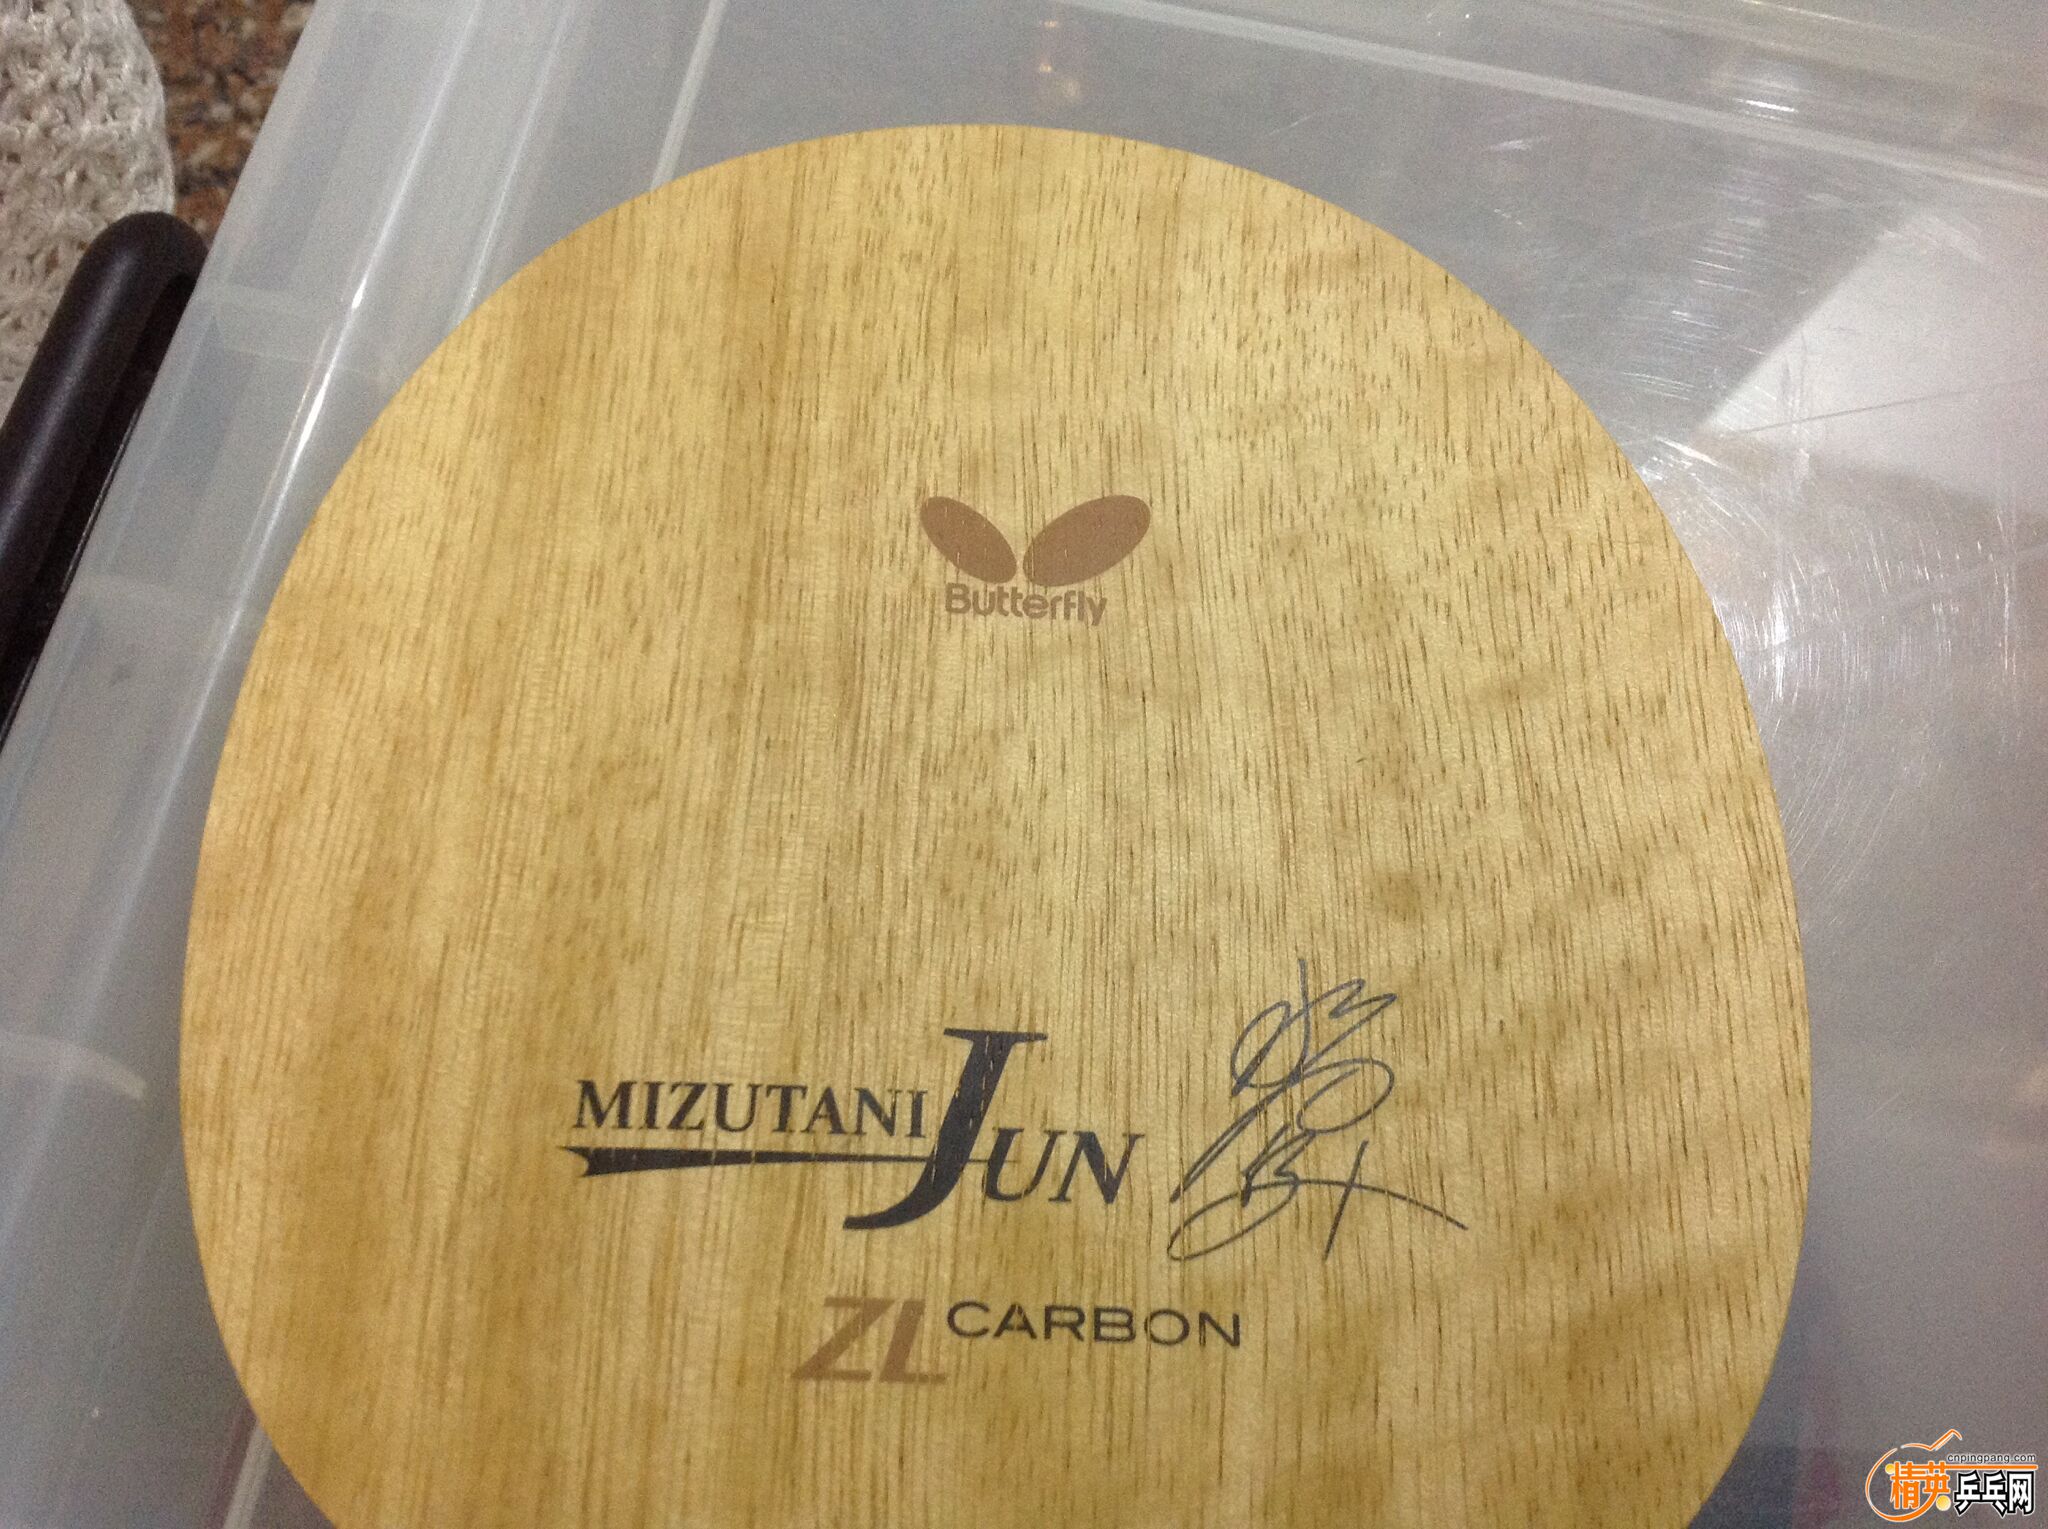 Butterfly
MIZUTANI JUN
ZL CARBON
cnpingpang.com
精英乒乓网